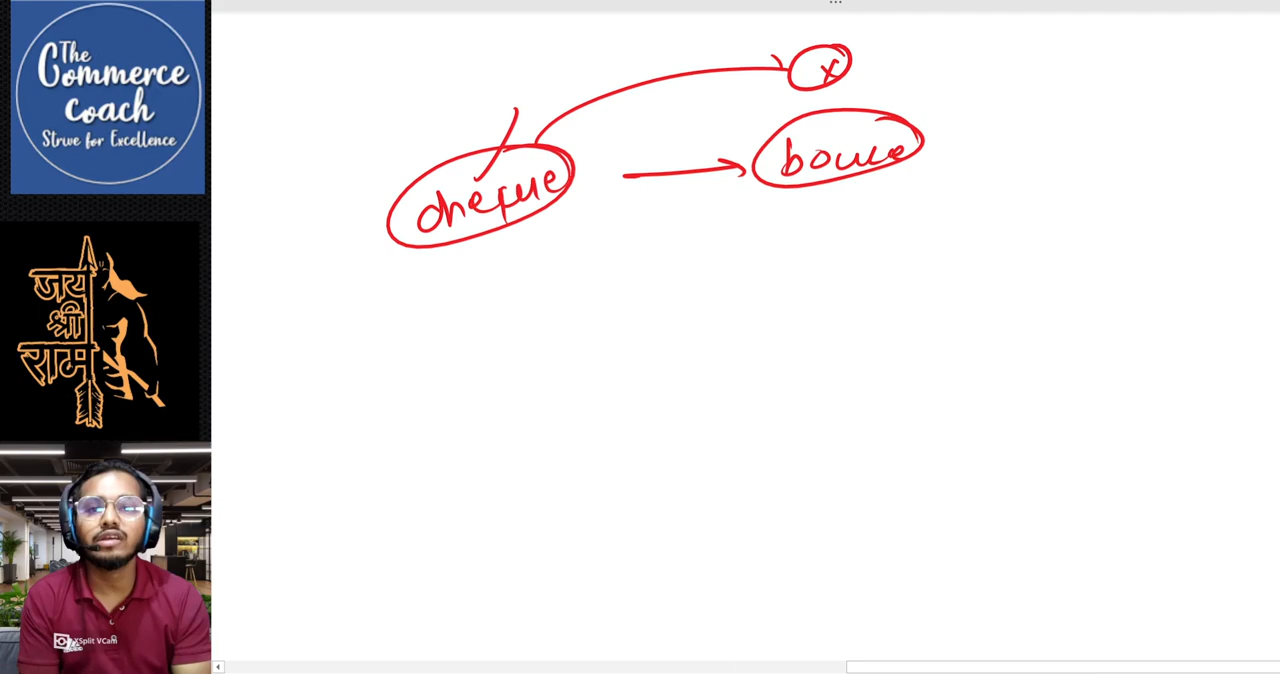 The
Commerce
Coach
Strive for Excellence
x
cheque
bounce
जय
श्री
राम
XSplit VCam